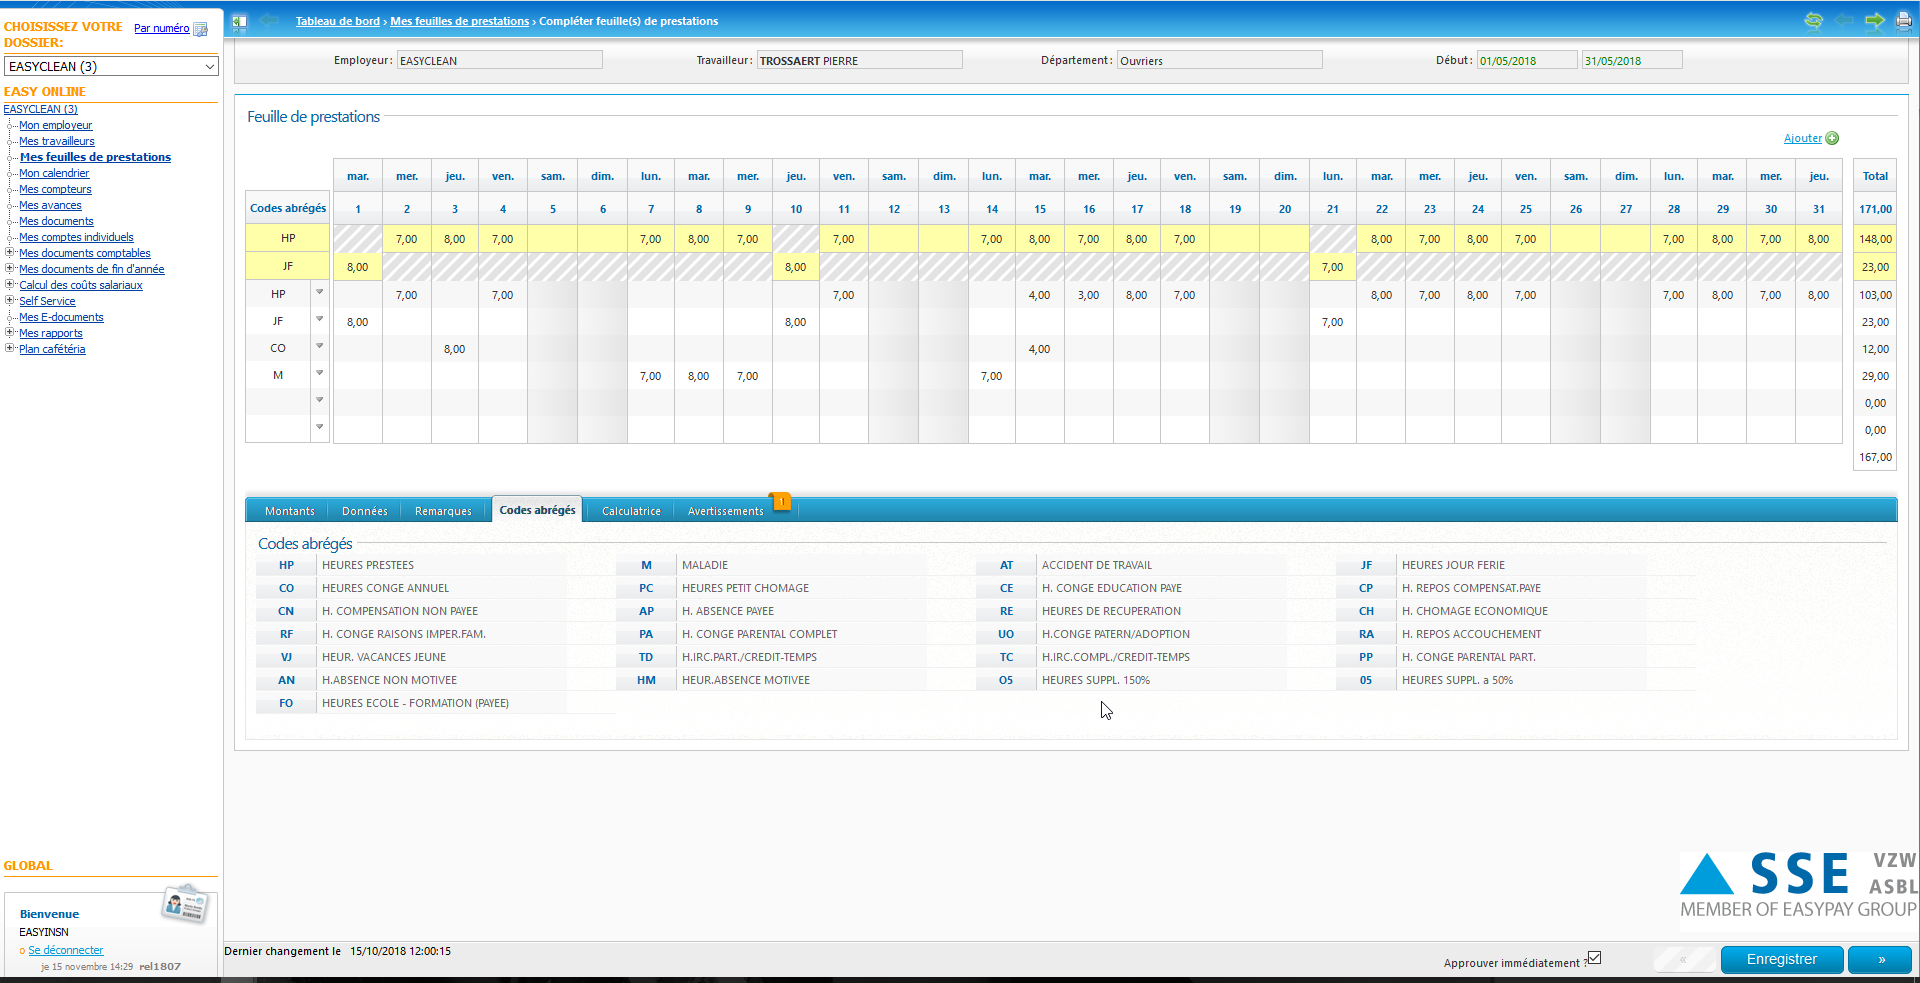 CHOISISSEZ VOTRE DOSSIER:
Par numéro
EASYCLEAN (3)
EASY ONLINE
EASYCLEAN (3)
Mon employeur
Mes travailleurs
Mes feuilles de prestations
Mon calendrier
Mes compteurs
Mes avances
Mes documents
Mes comptes individuels
Mes documents comptables
Mes documents de fin d'année
Calcul des coûts salariaux
Self Service
Mes E-documents
Mes rapports
Plan cafétéria
GLOBAL
Bienvenue
EASYINSN
o Se déconnecter
je 15 novembre 14:29 rel1807
Tableau de bord › Mes feuilles de prestations › Compléter feuille(s) de prestations
Employeur: EASYCLEAN Travailleur: TROSSAERT PIERRE Département: Ouvriers Début: 01/05/2018 31/05/2018
Feuille de prestations
Ajouter
mar. mer. jeu. ven. sam. dim. lun. mar. mer. jeu. ven. sam. dim. lun. mar. mer. jeu. ven. sam. dim. lun. mar. mer. jeu. ven. sam. dim. lun. mar. mer. jeu. Total
Codes abrégés 1 2 3 4 5 6 7 8 9 10 11 12 13 14 15 16 17 18 19 20 21 22 23 24 25 26 27 28 29 30 31 171,00
HP 7,00 8,00 7,00 7,00 8,00 7,00 7,00 7,00 8,00 7,00 8,00 7,00 8,00 7,00 8,00 7,00 7,00 8,00 7,00 8,00 148,00
JF 8,00 8,00 7,00 23,00
HP 7,00 7,00 7,00 4,00 3,00 8,00 7,00 8,00 7,00 8,00 7,00 7,00 8,00 7,00 8,00 103,00
JF 8,00 8,00 7,00 23,00
CO 8,00 4,00 12,00
M 7,00 8,00 7,00 7,00 29,00
0,00
0,00
167,00
Montants Données Remarques Codes abrégés Calculatrice Avertissements 1
Codes abrégés
HP HEURES PRESTEES M MALADIE AT ACCIDENT DE TRAVAIL JF HEURES JOUR FERIE
CO HEURES CONGE ANNUEL PC HEURES PETIT CHOMAGE CE H. CONGE EDUCATION PAYE CP H. REPOS COMPENSAT.PAYE
CN H. COMPENSATION NON PAYEE AP H. ABSENCE PAYEE RE HEURES DE RECUPERATION CH H. CHOMAGE ECONOMIQUE
RF H. CONGE RAISONS IMPER.FAM. PA H. CONGE PARENTAL COMPLET UO H.CONGE PATERN/ADOPTION RA H. REPOS ACCOUCHEMENT
VJ HEUR. VACANCES JEUNE TD H.IRC.PART./CREDIT-TEMPS TC H.IRC.COMPL./CREDIT-TEMPS PP H. CONGE PARENTAL PART.
AN H.ABSENCE NON MOTIVEE HM HEUR.ABSENCE MOTIVEE O5 HEURES SUPPL. 150% 05 HEURES SUPPL. a 50%
FO HEURES ECOLE - FORMATION (PAYEE)
SSE VZW ASBL
MEMBER OF EASYPAY GROUP
Dernier changement le 15/10/2018 12:00:15
Approuver immédiatement ?
« Enregistrer »